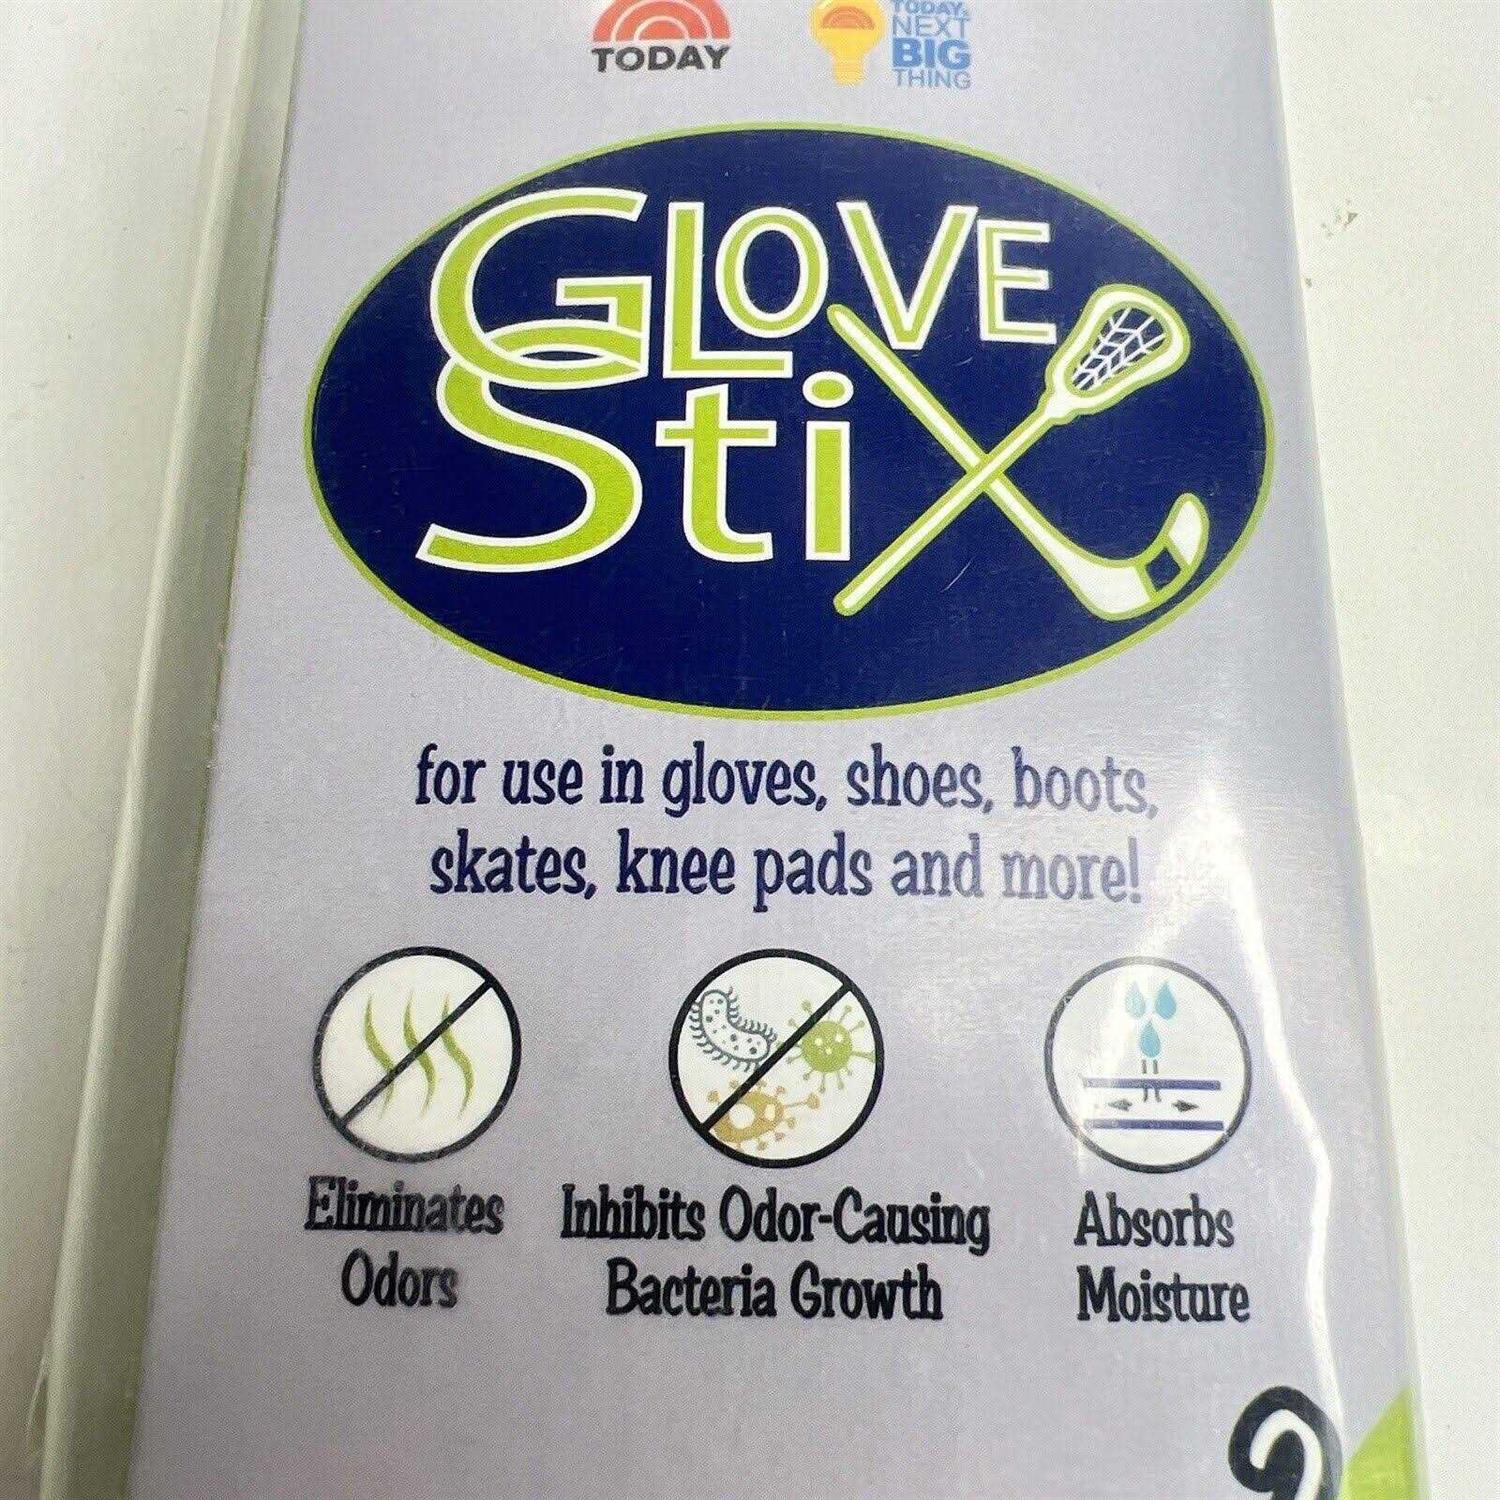 TODAY
TODAY'S
NEXT
BIG
THING
GLOVE
Stix
for use in gloves, shoes, boots,
skates, knee pads and more!
Eliminates
Odors
Inhibits Odor-Causing
Bacteria Growth
Absorbs
Moisture